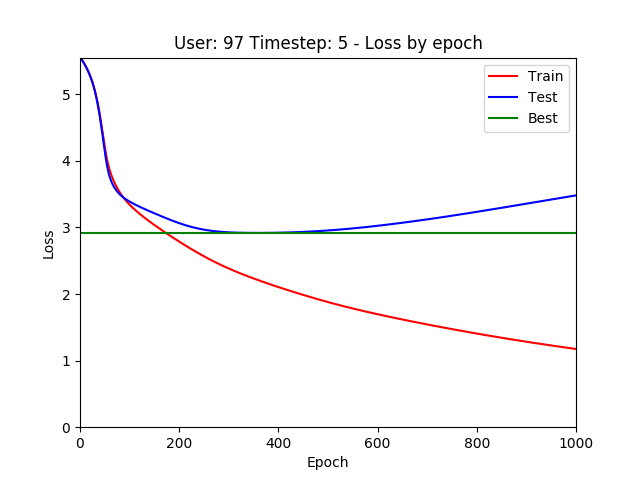 User: 97 Timestep: 5 - Loss by epoch
Train
Test
Best
5
4
3
2
1
0
Loss
0 200 400 600 800 1000
Epoch